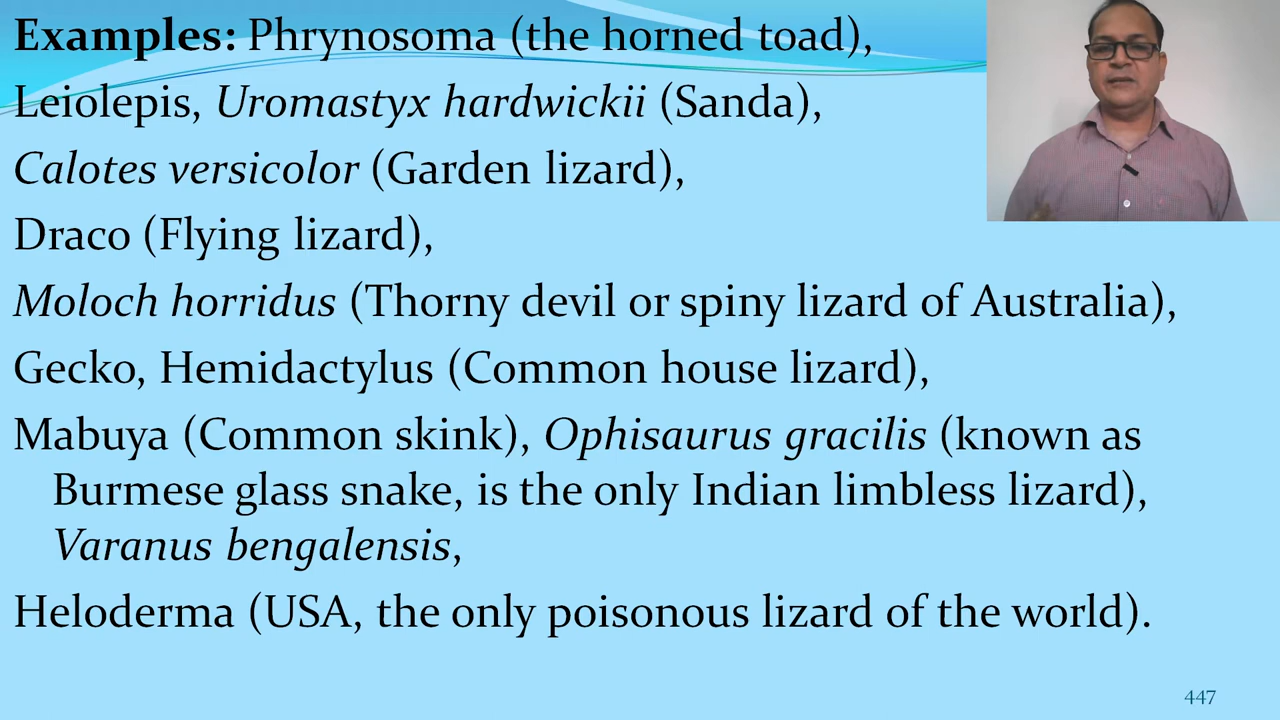 Examples: Phrynosoma (the horned toad),
Leiolepis, Uromastyx hardwickii (Sanda),
Calotes versicolor (Garden lizard),
Draco (Flying lizard),
Moloch horridus (Thorny devil or spiny lizard of Australia),
Gecko, Hemidactylus (Common house lizard),
Mabuya (Common skink), Ophisaurus gracilis (known as
Burmese glass snake, is the only Indian limbless lizard),
Varanus bengalensis,
Heloderma (USA, the only poisonous lizard of the world).
447